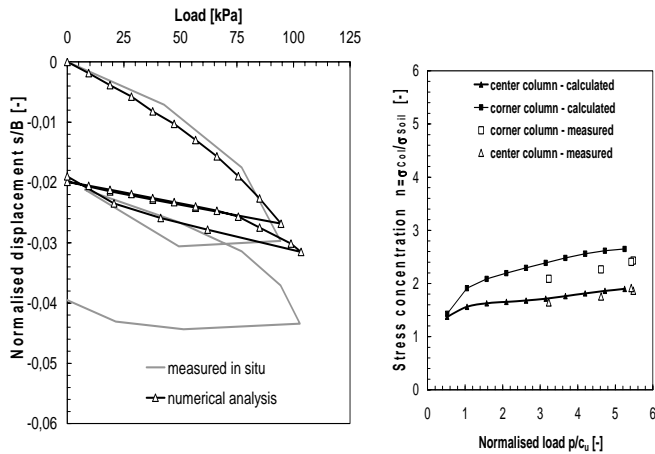 Load [kPa]
0 25 50 75 100 125
0
-0,01
-0,02
-0,03
-0,04
-0,05
-0,06
Normalised displacement s/B [-]
measured in situ
numerical analysis
6
5
4
3
2
1
0
Stress concentration n=σCol/σSoil [-]
center column - calculated
corner column - calculated
corner column - measured
center column - measured
0 1 2 3 4 5 6
Normalised load p/cu [-]